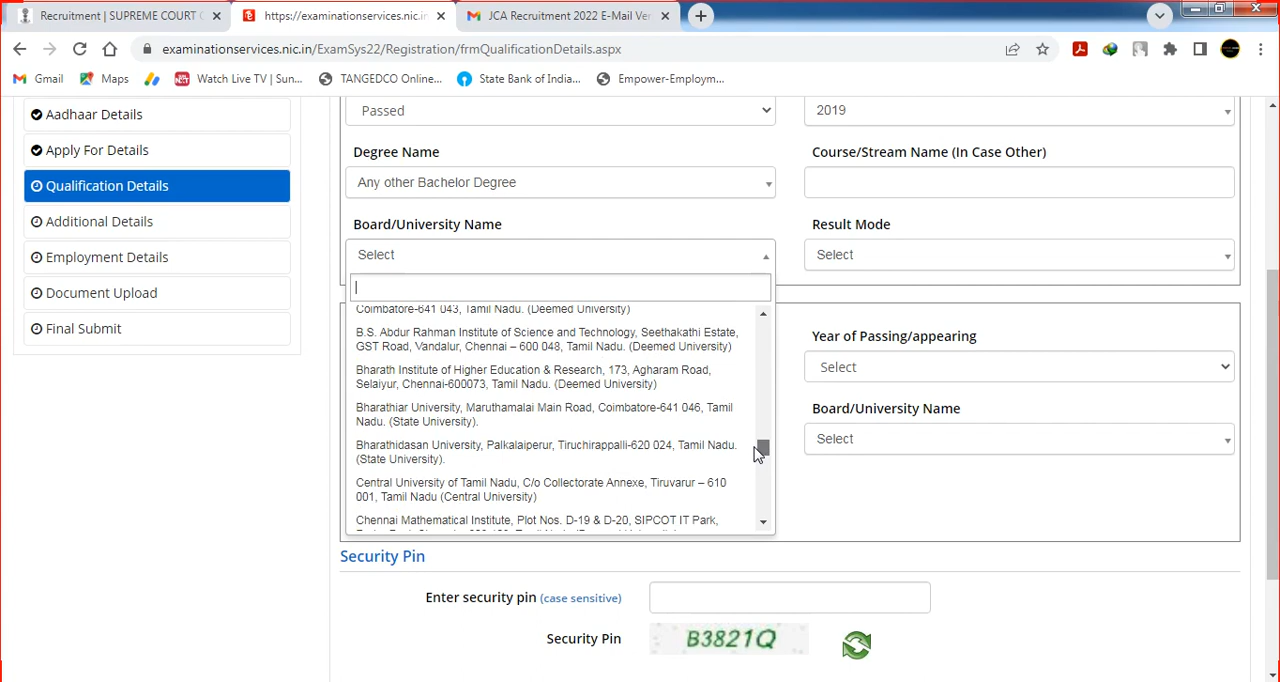 Recruitment | SUPREME COURT
https://examinationservices.nic.in
JCA Recruitment 2022 E-Mail Ver
examinationservices.nic.in/ExamSys22/Registration/frmQualificationDetails.aspx
Gmail
Maps
Watch Live TV | Sun...
TANGEDCO Online...
State Bank of India...
Empower-Employm...
Aadhaar Details
Apply For Details
Qualification Details
Additional Details
Employment Details
Document Upload
Final Submit
Passed
2019
Degree Name
Course/Stream Name (In Case Other)
Any other Bachelor Degree
Board/University Name
Result Mode
Select
Select
Coimbatore-641 043, Tamil Nadu. (Deemed University)
B.S. Abdur Rahman Institute of Science and Technology, Seethakathi Estate,
GST Road, Vandalur, Chennai – 600 048, Tamil Nadu. (Deemed University)
Bharath Institute of Higher Education & Research, 173, Agharam Road,
Selaiyur, Chennai-600073, Tamil Nadu. (Deemed University)
Bharathiar University, Maruthamalai Main Road, Coimbatore-641 046, Tamil
Nadu. (State University).
Bharathidasan University, Palkalaiperur, Tiruchirappalli-620 024, Tamil Nadu.
(State University).
Central University of Tamil Nadu, C/o Collectorate Annexe, Tiruvarur – 610
001, Tamil Nadu (Central University)
Chennai Mathematical Institute, Plot Nos. D-19 & D-20, SIPCOT IT Park,
Year of Passing/appearing
Select
Board/University Name
Select
Security Pin
Enter security pin (case sensitive)
Security Pin
B3821Q